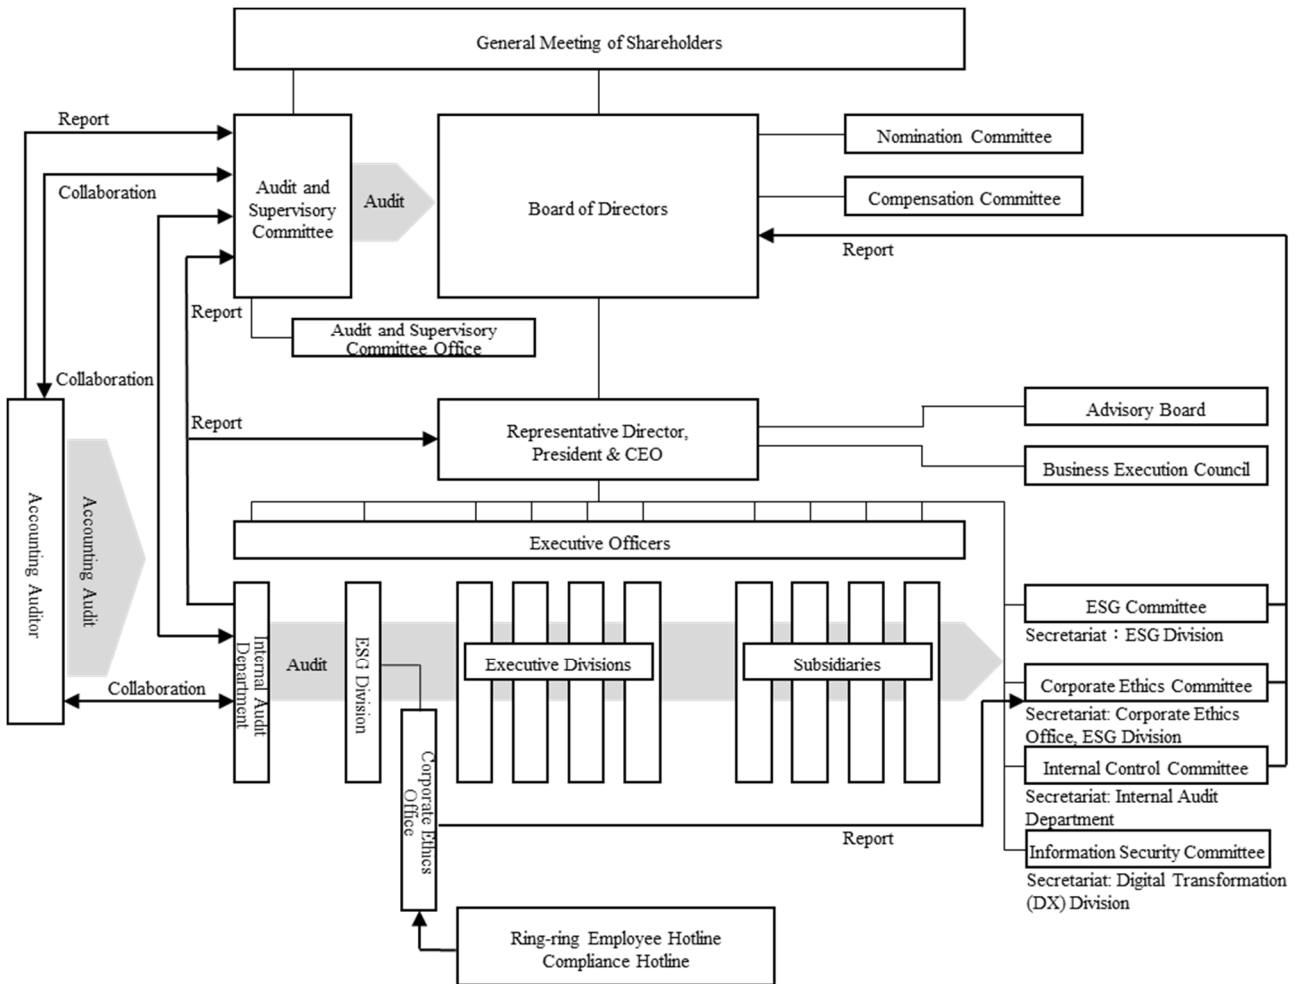 General Meeting of Shareholders
Report
Collaboration
Audit and
Supervisory
Committee
Audit
Board of Directors
Nomination Committee
Compensation Committee
Report
Report
Audit and Supervisory
Committee Office
Collaboration
Report
Representative Director,
President & CEO
Advisory Board
Business Execution Council
Accounting Auditor
Accounting Audit
Executive Officers
Internal Audit
Department
Audit
ESG Division
Executive Divisions
Subsidiaries
Collaboration
Corporate Ethics
Office
ESG Committee
Secretariat：ESG Division
Corporate Ethics Committee
Secretariat: Corporate Ethics
Office, ESG Division
Internal Control Committee
Secretariat: Internal Audit
Department
Report
Information Security Committee
Secretariat: Digital Transformation
(DX) Division
Ring-ring Employee Hotline
Compliance Hotline